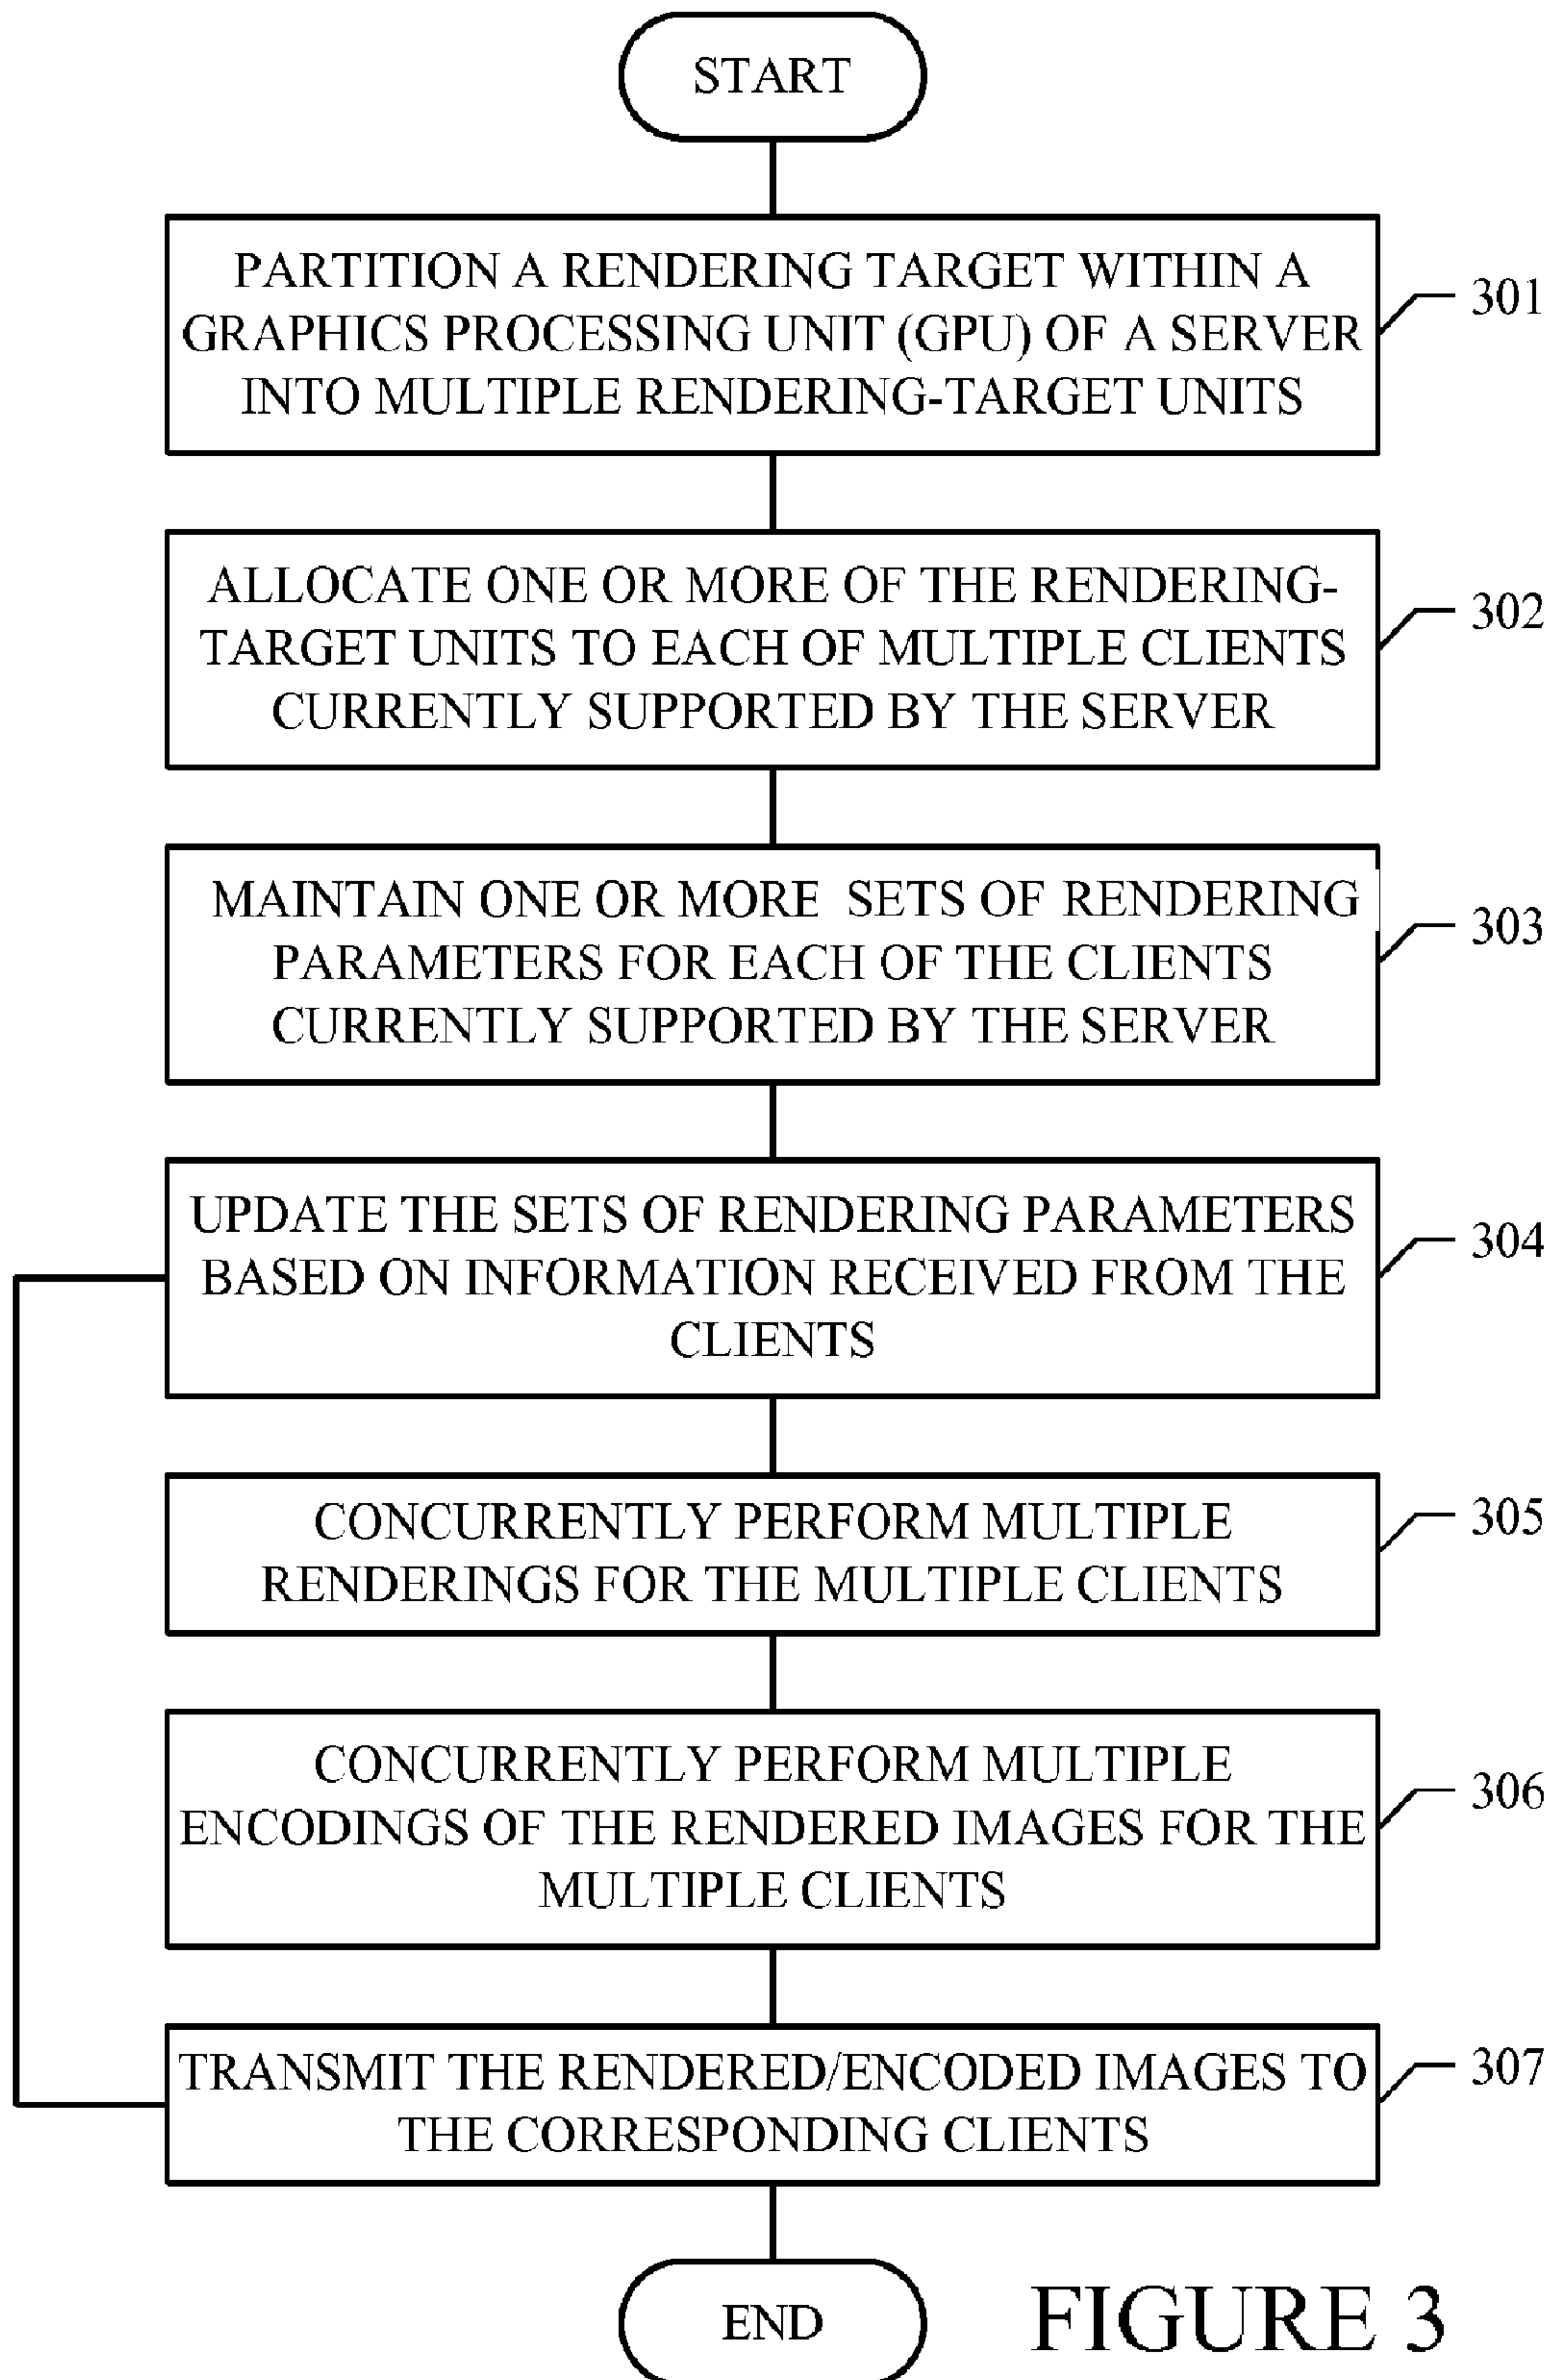 START
PARTITION A RENDERING TARGET WITHIN A
GRAPHICS PROCESSING UNIT (GPU) OF A SERVER
INTO MULTIPLE RENDERING-TARGET UNITS
301
ALLOCATE ONE OR MORE OF THE RENDERING-
TARGET UNITS TO EACH OF MULTIPLE CLIENTS
CURRENTLY SUPPORTED BY THE SERVER
302
MAINTAIN ONE OR MORE SETS OF RENDERING
PARAMETERS FOR EACH OF THE CLIENTS
CURRENTLY SUPPORTED BY THE SERVER
303
UPDATE THE SETS OF RENDERING PARAMETERS
BASED ON INFORMATION RECEIVED FROM THE
CLIENTS
304
CONCURRENTLY PERFORM MULTIPLE
RENDERINGS FOR THE MULTIPLE CLIENTS
305
CONCURRENTLY PERFORM MULTIPLE
ENCODINGS OF THE RENDERED IMAGES FOR THE
MULTIPLE CLIENTS
306
TRANSMIT THE RENDERED/ENCODED IMAGES TO
THE CORRESPONDING CLIENTS
307
END
FIGURE 3